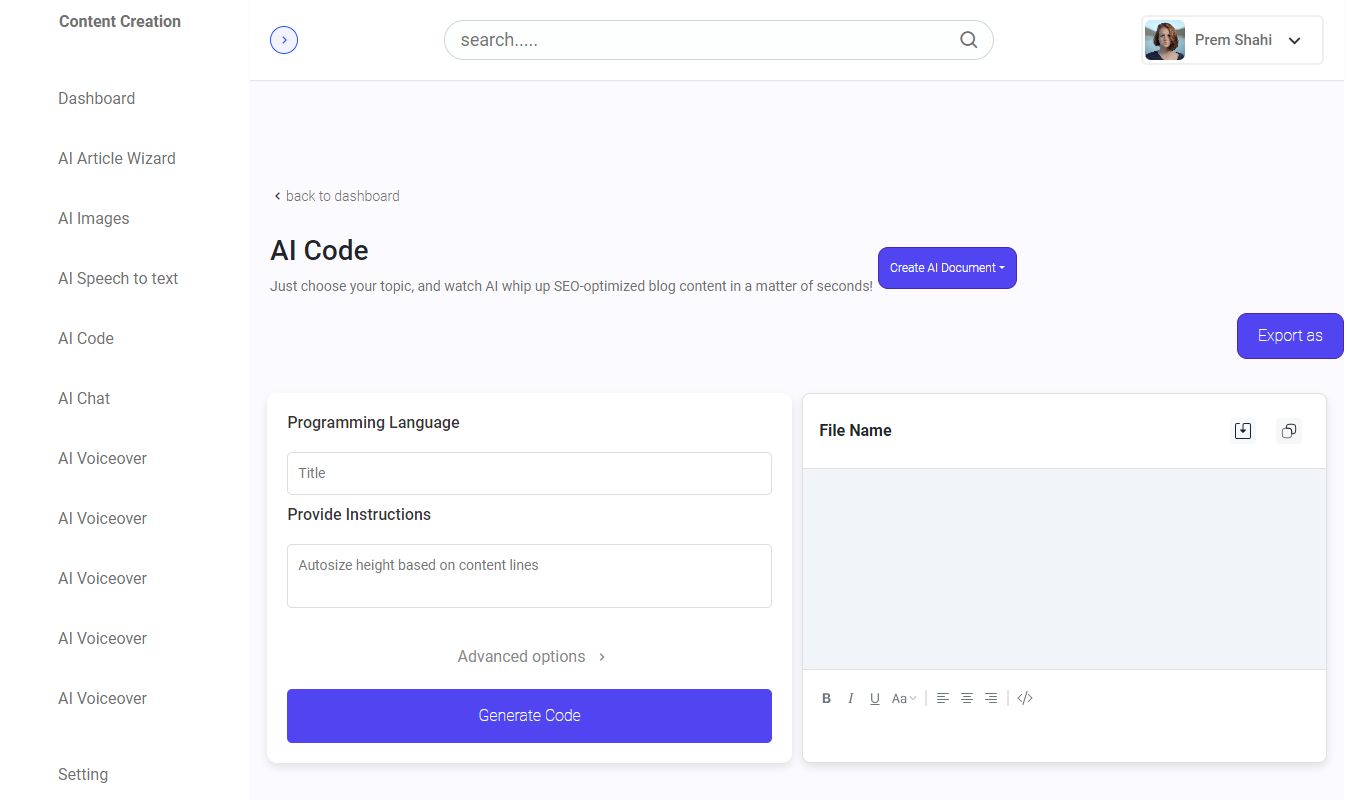 Content Creation
Dashboard
AI Article Wizard
AI Images
AI Speech to text
AI Code
AI Chat
AI Voiceover
AI Voiceover
AI Voiceover
AI Voiceover
AI Voiceover
Setting
search.....
Prem Shahi
back to dashboard
AI Code
Just choose your topic, and watch AI whip up SEO-optimized blog content in a matter of seconds!
Create AI Document
Export as
Programming Language
Title
Provide Instructions
Autosize height based on content lines
Advanced options
Generate Code
File Name
B I U Aa </>